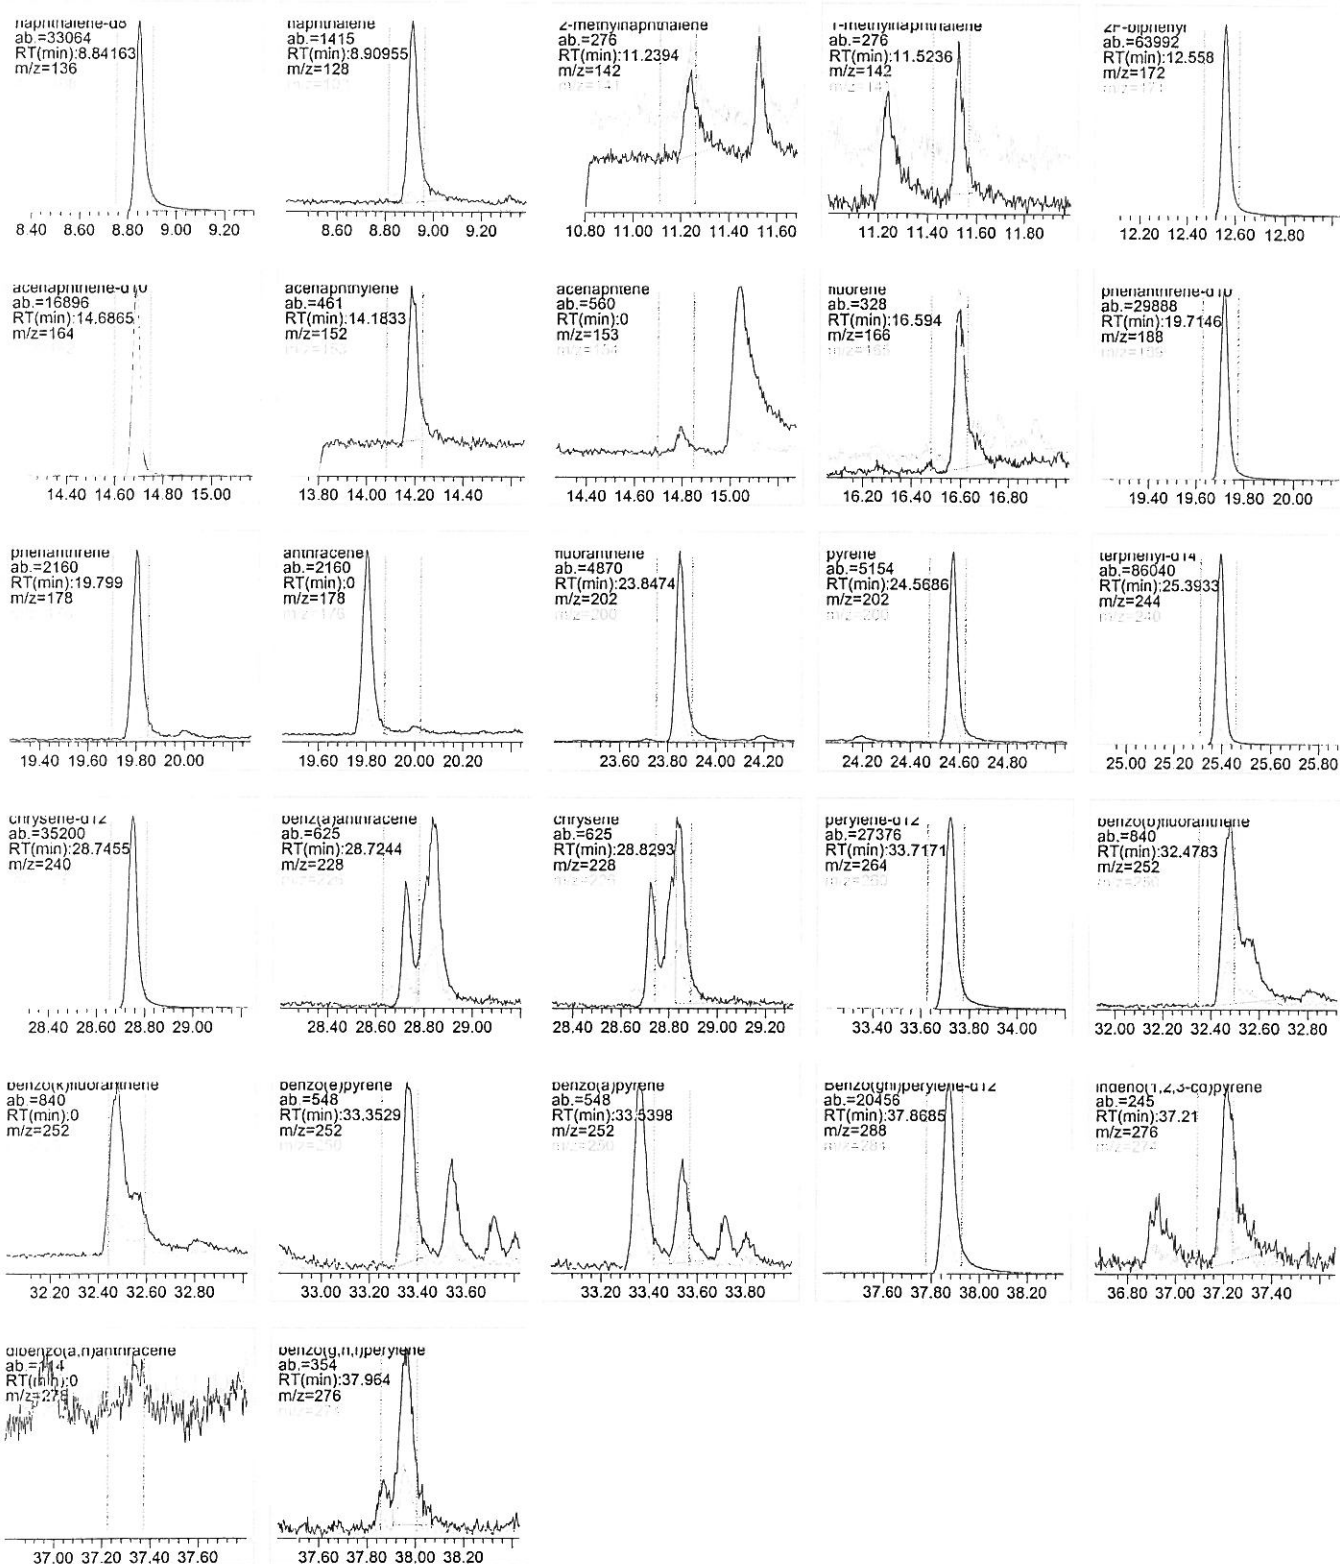 naphthalene-d8
ab.=33064
RT(min):8.84163
m/z=136
8.40 8.60 8.80 9.00 9.20
naphthalene
ab.=1415
RT(min):8.90955
m/z=128
8.60 8.80 9.00 9.20
2-methylnaphthalene
ab.=276
RT(min):11.2394
m/z=142
m/z=141
10.80 11.00 11.20 11.40 11.60
1-methylnaphthalene
ab.=276
RT(min):11.5236
m/z=142
m/z=141
11.20 11.40 11.60 11.80
2F-biphenyl
ab.=63992
RT(min):12.558
m/z=172
m/z=171
12.20 12.40 12.60 12.80
acenaphthene-d10
ab.=16896
RT(min):14.6865
m/z=164
14.40 14.60 14.80 15.00
acenaphthylene
ab.=461
RT(min):14.1833
m/z=152
13.80 14.00 14.20 14.40
acenaphtene
ab.=560
RT(min):0
m/z=153
m/z=154
14.40 14.60 14.80 15.00
fluorene
ab.=328
RT(min):16.594
m/z=166
m/z=165
16.20 16.40 16.60 16.80
phenanthrene-d10
ab.=29888
RT(min):19.7146
m/z=188
m/z=189
19.40 19.60 19.80 20.00
phenanthrene
ab.=2160
RT(min):19.799
m/z=178
19.40 19.60 19.80 20.00
anthracene
ab.=2160
RT(min):0
m/z=178
m/z=176
19.60 19.80 20.00 20.20
fluoranthene
ab.=4870
RT(min):23.8474
m/z=202
m/z=200
23.60 23.80 24.00 24.20
pyrene
ab.=5154
RT(min):24.5686
m/z=202
m/z=200
24.20 24.40 24.60 24.80
terphenyl-d14
ab.=86040
RT(min):25.3933
m/z=244
m/z=240
25.00 25.20 25.40 25.60 25.80
chrysene-d12
ab.=35200
RT(min):28.7455
m/z=240
28.40 28.60 28.80 29.00
benz(a)anthracene
ab.=625
RT(min):28.7244
m/z=228
m/z=226
28.40 28.60 28.80 29.00
chrysene
ab.=625
RT(min):28.8293
m/z=228
m/z=226
28.40 28.60 28.80 29.00 29.20
perylene-d12
ab.=27376
RT(min):33.7171
m/z=264
m/z=260
33.40 33.60 33.80 34.00
benzo(b)fluoranthene
ab.=840
RT(min):32.4783
m/z=252
m/z=250
32.00 32.20 32.40 32.60 32.80
benzo(k)fluoranthene
ab.=840
RT(min):0
m/z=252
32.20 32.40 32.60 32.80
benzo(e)pyrene
ab.=548
RT(min):33.3529
m/z=252
m/z=250
33.00 33.20 33.40 33.60
benzo(a)pyrene
ab.=548
RT(min):33.5398
m/z=252
m/z=250
33.20 33.40 33.60 33.80
Benzo(ghi)perylene-d12
ab.=20456
RT(min):37.8685
m/z=288
m/z=284
37.60 37.80 38.00 38.20
Indeno(1,2,3-cd)pyrene
ab.=245
RT(min):37.21
m/z=276
m/z=274
36.80 37.00 37.20 37.40
dibenzo(a,h)anthracene
ab.=114
RT(min):0
m/z=278
37.00 37.20 37.40 37.60
benzo(g,h,i)perylene
ab.=354
RT(min):37.964
m/z=276
m/z=274
37.60 37.80 38.00 38.20